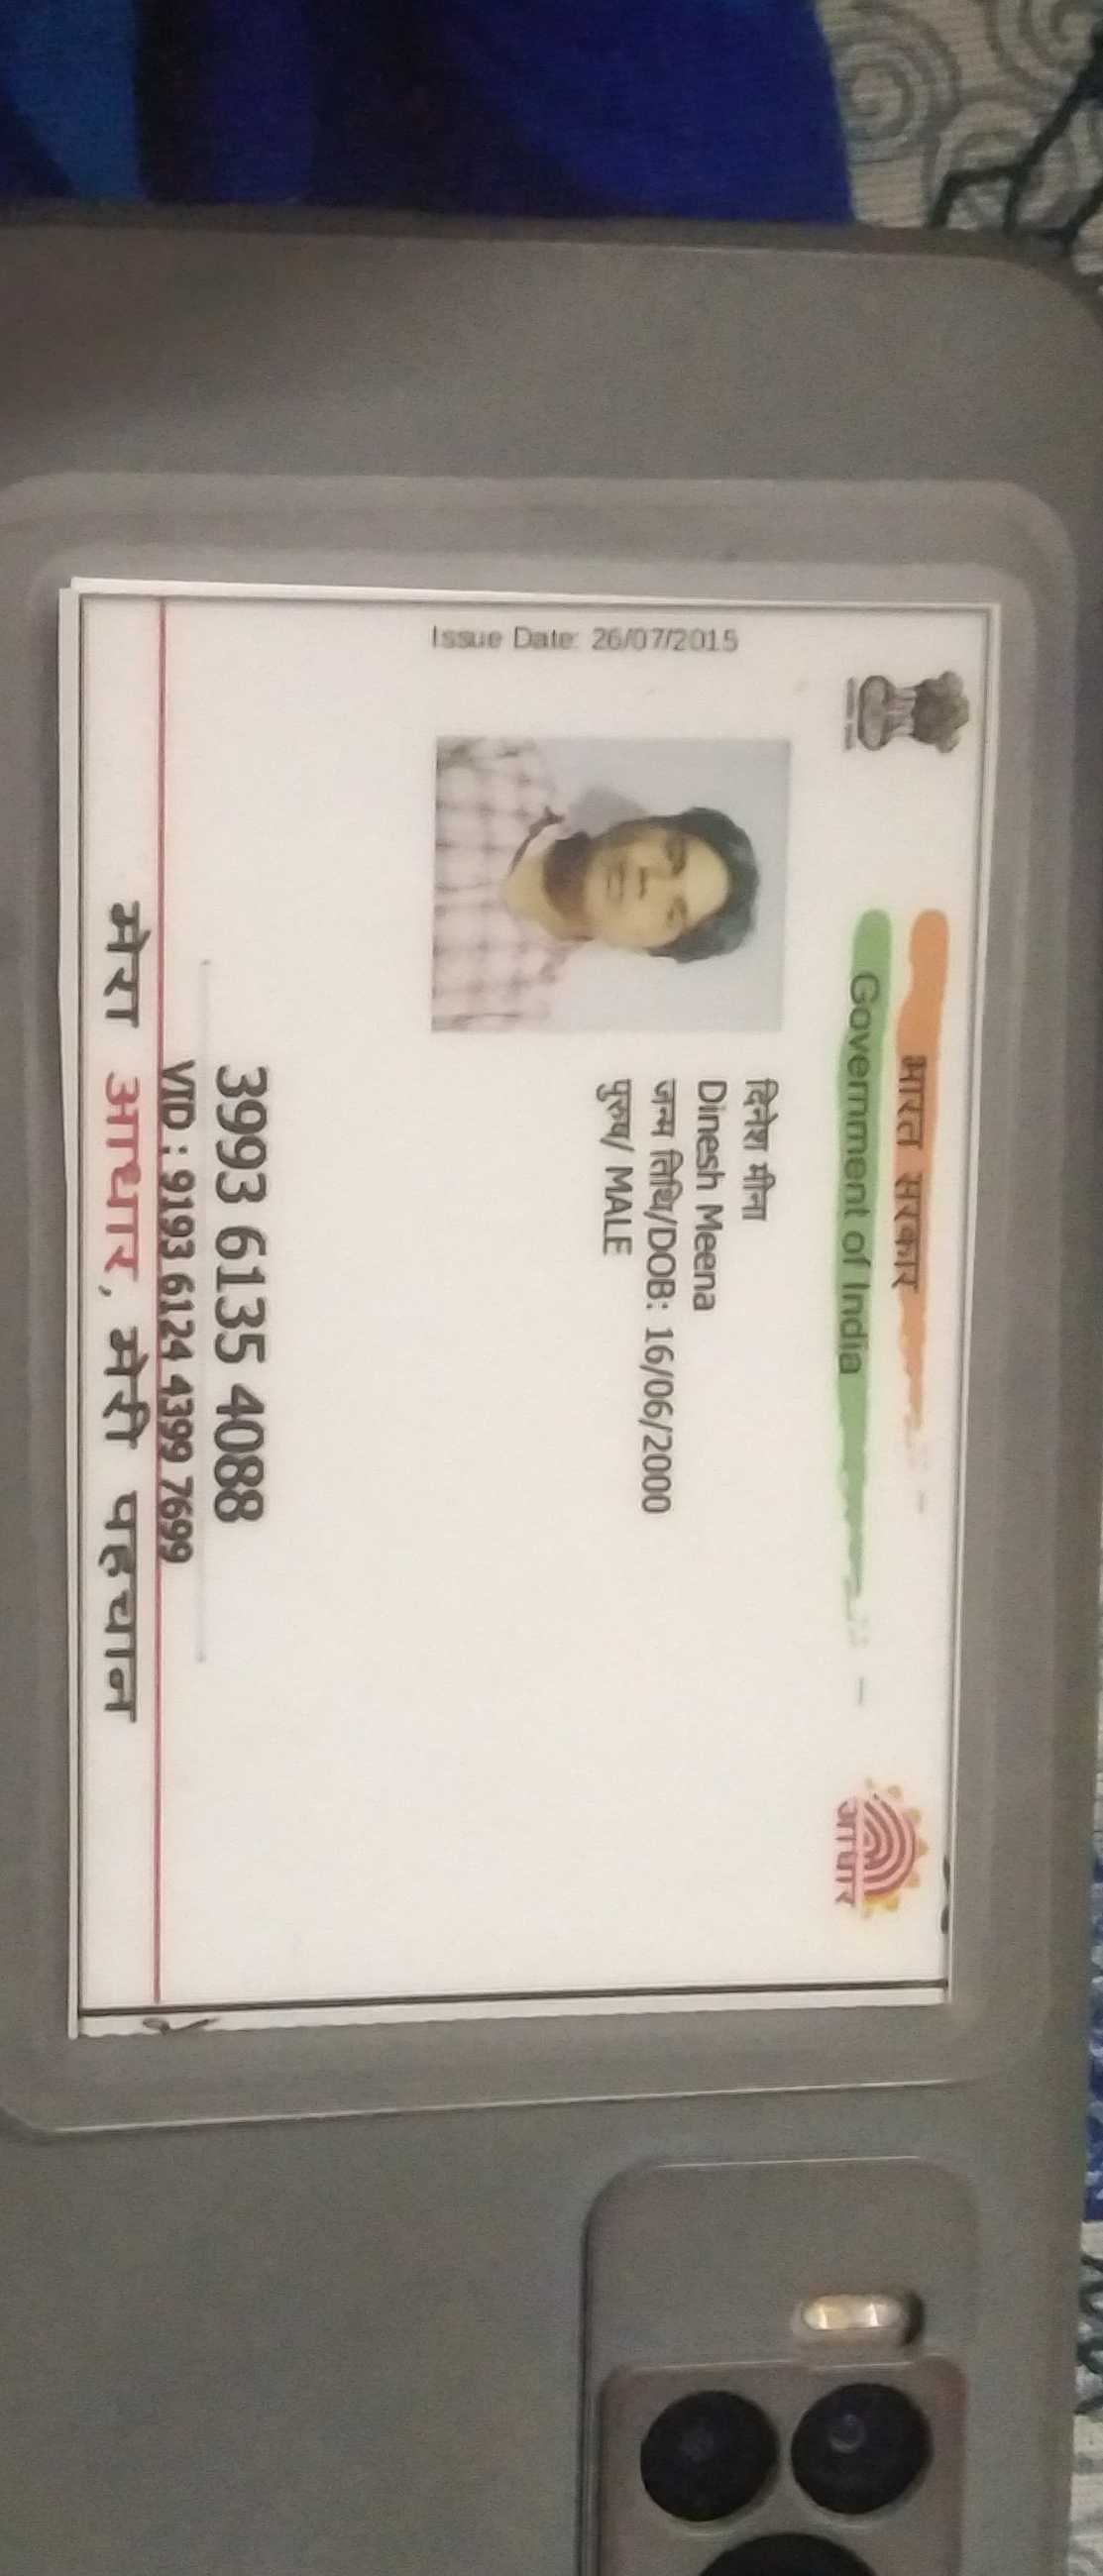 भारत सरकार
Government of India
आधार
Issue Date: 26/07/2015
दिनेश मीना
Dinesh Meena
जन्म तिथि/DOB: 16/06/2000
पुरुष/ MALE
3993 6135 4088
VID : 9193 6124 4399 7699
मेरा आधार, मेरी पहचान